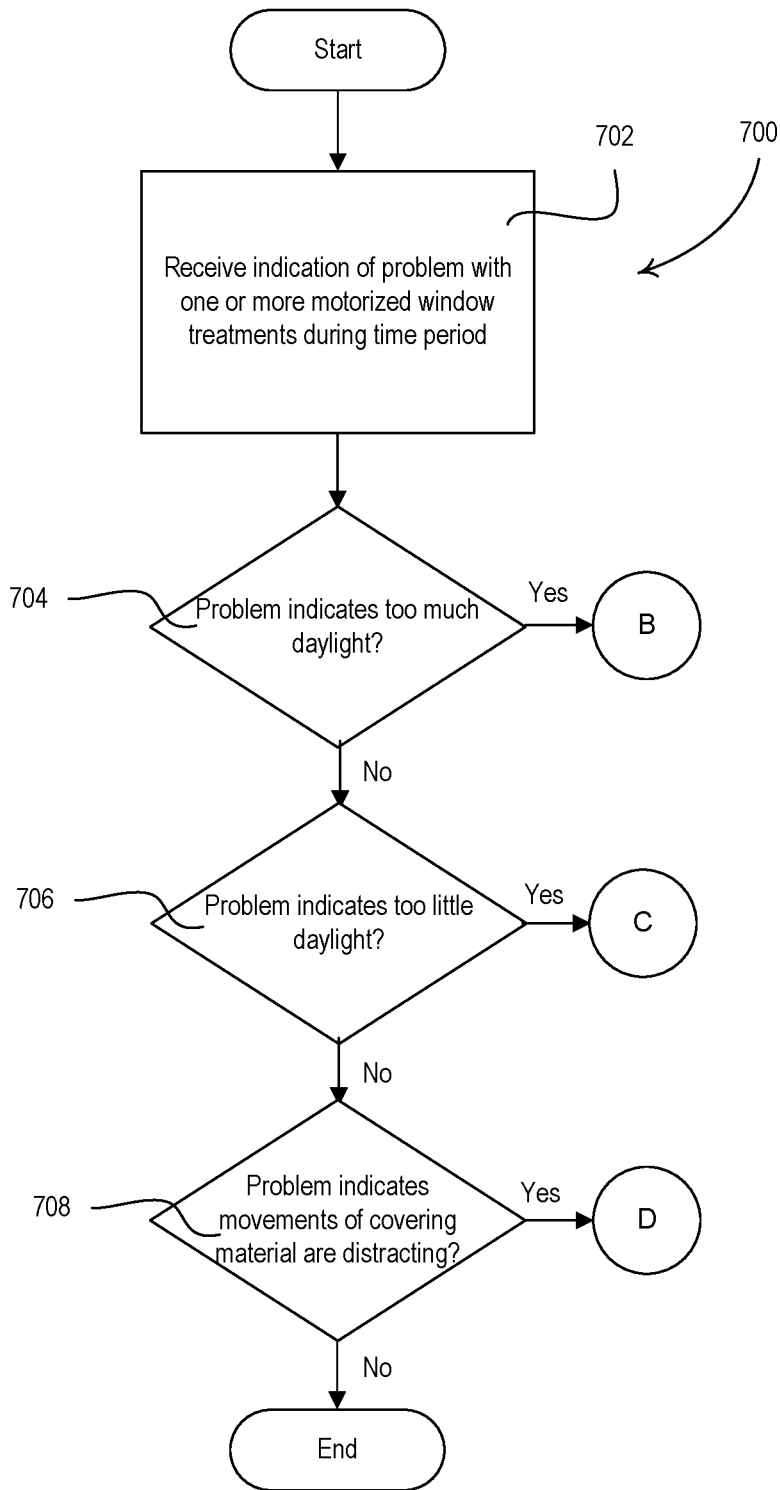 Start
702
700
Receive indication of problem with
one or more motorized window
treatments during time period
704
Problem indicates too much
daylight?
Yes
B
No
706
Problem indicates too little
daylight?
Yes
C
No
708
Problem indicates
movements of covering
material are distracting?
Yes
D
No
End